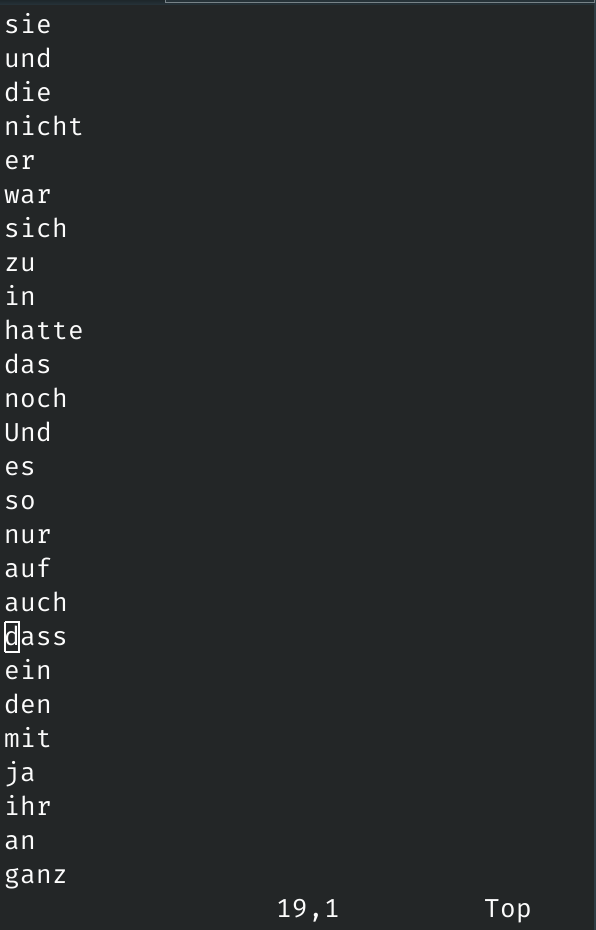 sie
und
die
nicht
er
war
sich
zu
in
hatte
das
noch
Und
es
so
nur
auf
auch
dass
ein
den
mit
ja
ihr
an
ganz
19,1 Top